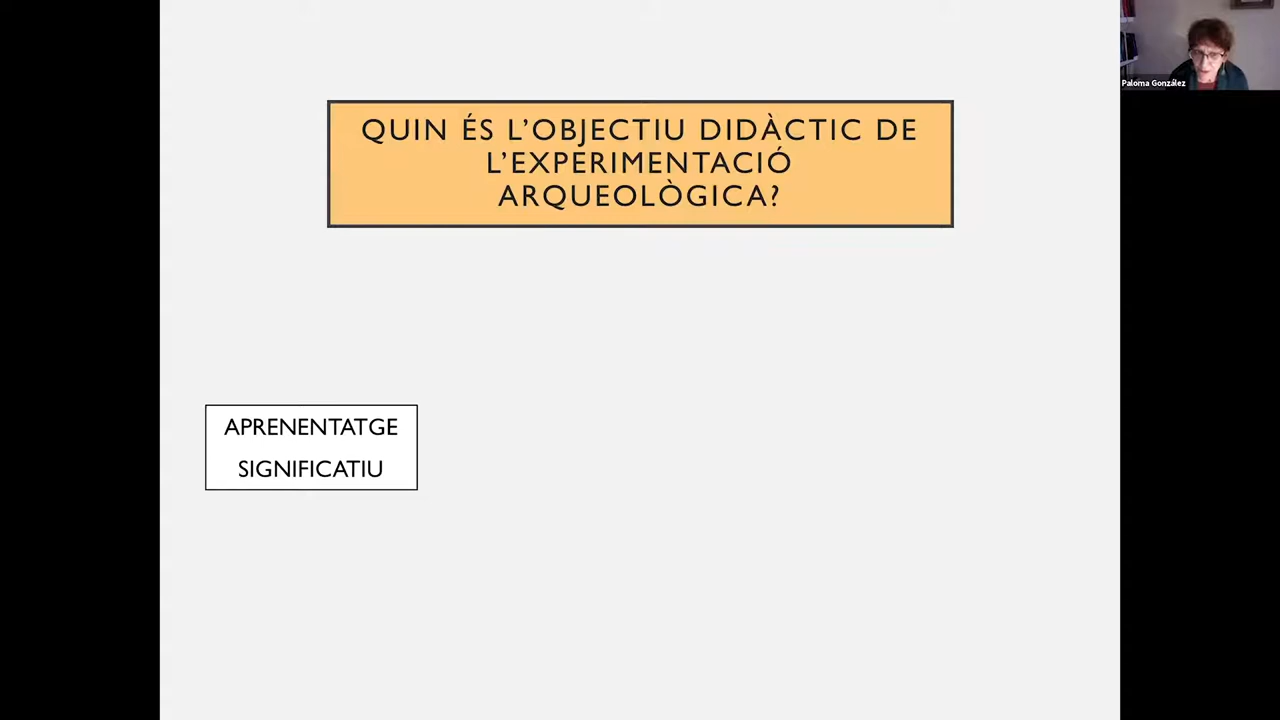 QUIN ÉS L’OBJECTIU DIDÀCTIC DE
L’EXPERIMENTACIÓ
ARQUEOLÒGICA?
Paloma González
APRENENTATGE
SIGNIFICATIU